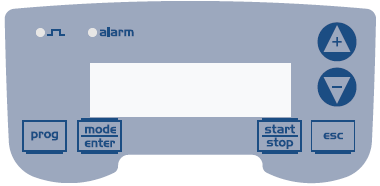 alarm
+
−
prog
mode
enter
start
stop
esc